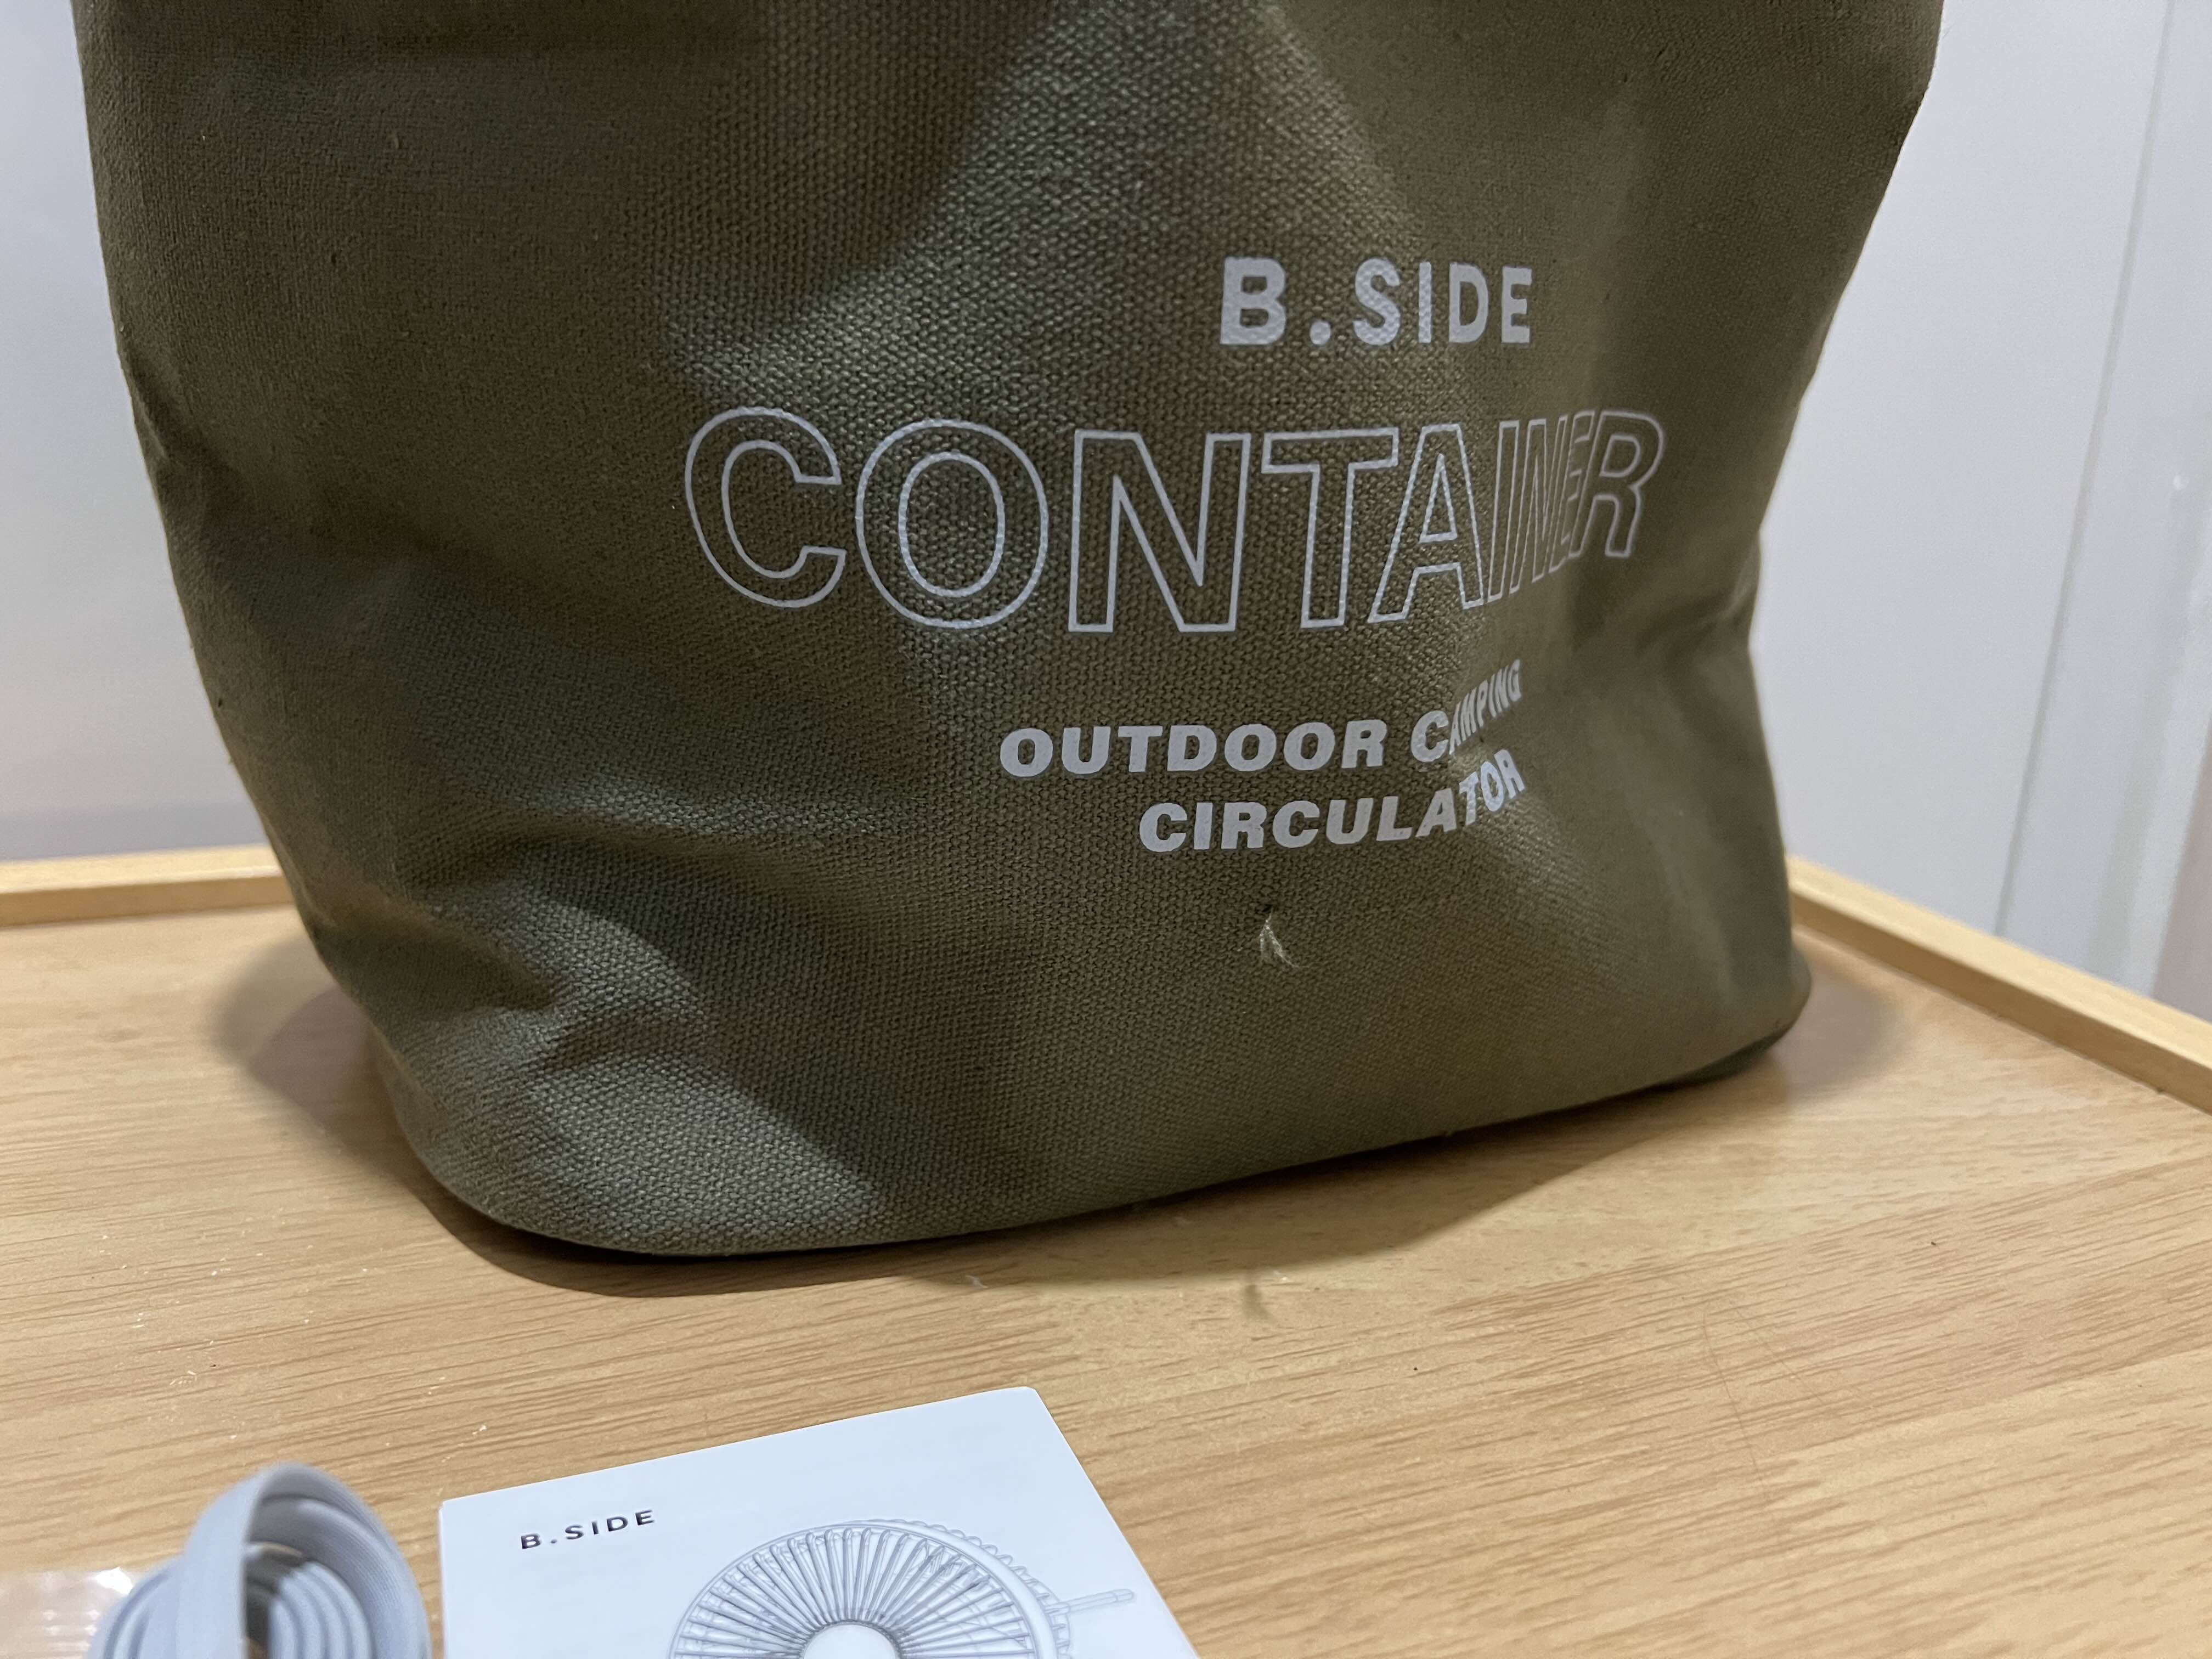 B.SIDE
CONTAINER
OUTDOOR CAMPING
CIRCULATOR
B.SIDE